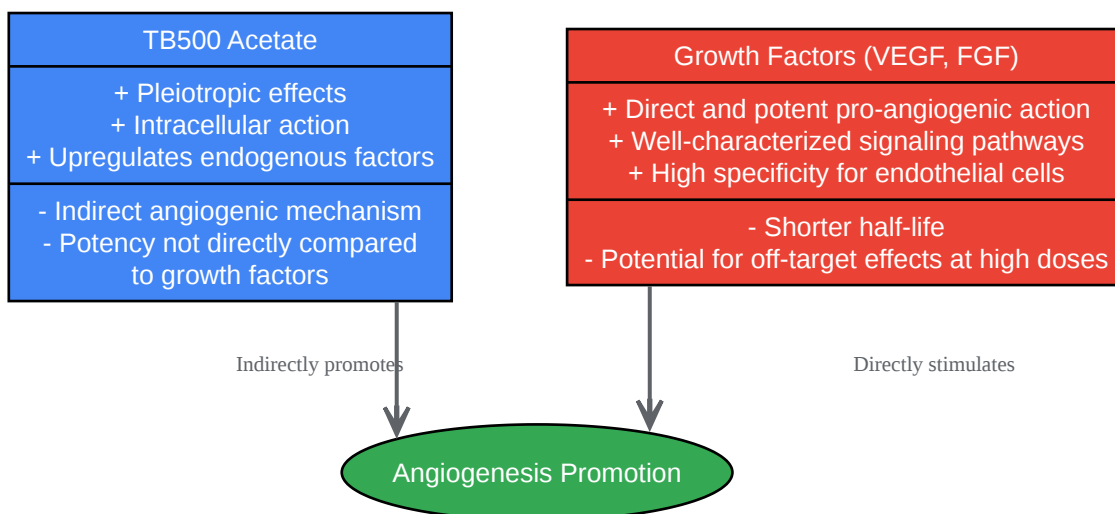 TB500 Acetate
+ Pleiotropic effects
+ Intracellular action
+ Upregulates endogenous factors
- Indirect angiogenic mechanism
- Potency not directly compared
to growth factors
Growth Factors (VEGF, FGF)
+ Direct and potent pro-angiogenic action
+ Well-characterized signaling pathways
+ High specificity for endothelial cells
- Shorter half-life
- Potential for off-target effects at high doses
Indirectly promotes
Directly stimulates
Angiogenesis Promotion